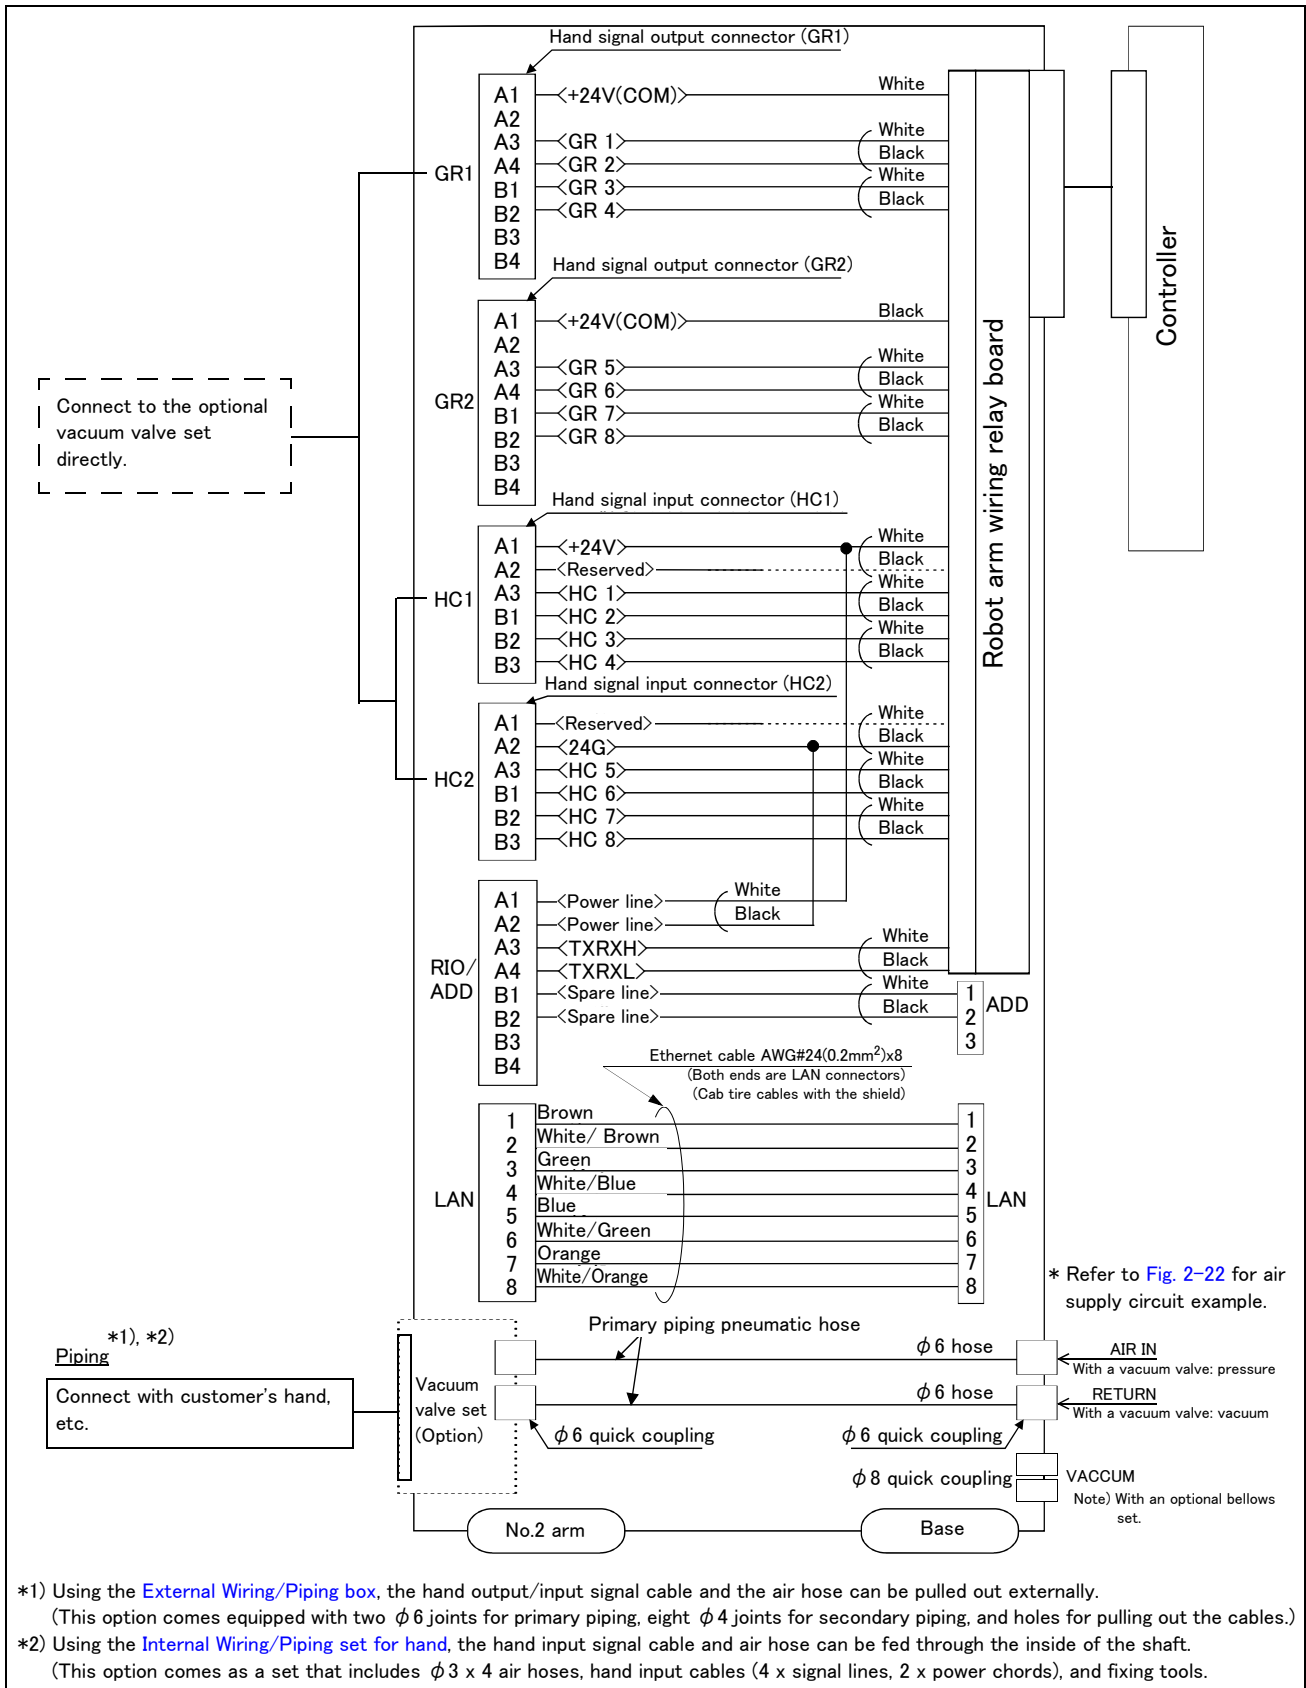 Hand signal output connector (GR1)
GR1
A1 <+24V(COM)> White
A2
A3 <GR 1> White
A4 <GR 2> Black
B1 <GR 3> White
B2 <GR 4> Black
B3
B4
Controller
Robot arm wiring relay board
Hand signal output connector (GR2)
GR2
A1 <+24V(COM)> Black
A2
A3 <GR 5> White
A4 <GR 6> Black
B1 <GR 7> White
B2 <GR 8> Black
B3
B4
Connect to the optional
vacuum valve set
directly.
Hand signal input connector (HC1)
HC1
A1 <+24V> White
A2 <Reserved> Black
A3 <HC 1> White
B1 <HC 2> Black
B2 <HC 3> White
B3 <HC 4> Black
Hand signal input connector (HC2)
HC2
A1 <Reserved> White
A2 <24G> Black
A3 <HC 5> White
B1 <HC 6> Black
B2 <HC 7> White
B3 <HC 8> Black
RIO/
ADD
A1 <Power line> White
A2 <Power line> Black
A3 <TXRXH> White
A4 <TXRXL> Black
B1 <Spare line> White 1
B2 <Spare line> Black 2
B3 3
B4
ADD
Ethernet cable AWG#24(0.2mm²)x8
(Both ends are LAN connectors)
(Cab tire cables with the shield)
LAN
1 Brown 1
2 White/ Brown 2
3 Green 3
4 White/Blue 4
5 Blue 5
6 White/Green 6
7 Orange 7
8 White/Orange 8
LAN
* Refer to Fig. 2-22 for air
supply circuit example.
*1), *2)
Piping
Connect with customer's hand,
etc.
Vacuum
valve set
(Option)
Primary piping pneumatic hose
φ6 hose
AIR IN
With a vacuum valve: pressure
φ6 hose
RETURN
With a vacuum valve: vacuum
φ6 quick coupling
φ6 quick coupling
φ8 quick coupling
VACCUM
Note) With an optional bellows
set.
No.2 arm
Base
*1) Using the External Wiring/Piping box, the hand output/input signal cable and the air hose can be pulled out externally.
(This option comes equipped with two φ6 joints for primary piping, eight φ4 joints for secondary piping, and holes for pulling out the cables.)
*2) Using the Internal Wiring/Piping set for hand, the hand input signal cable and air hose can be fed through the inside of the shaft.
(This option comes as a set that includes φ3 x 4 air hoses, hand input cables (4 x signal lines, 2 x power chords), and fixing tools.